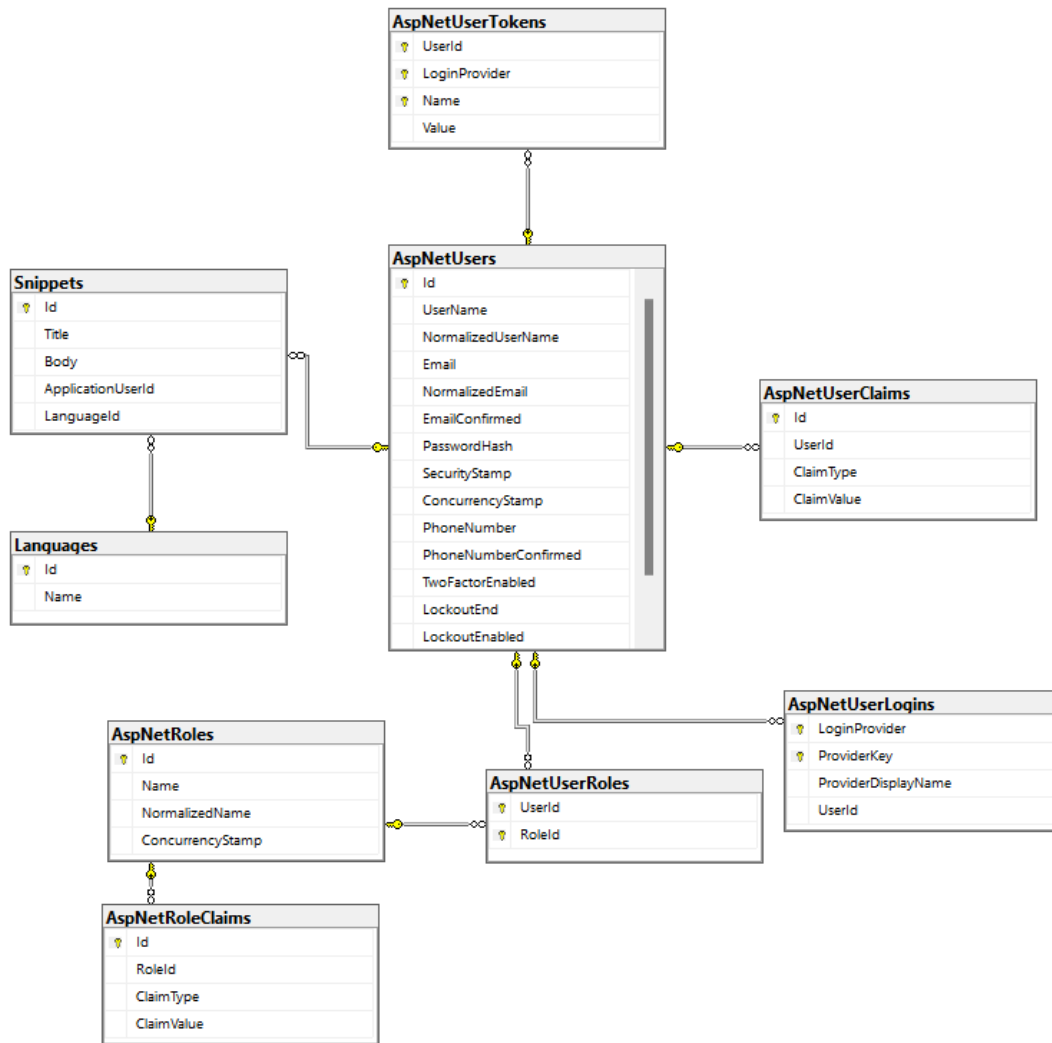 AspNetUserTokens
UserId
LoginProvider
Name
Value
AspNetUsers
Id
UserName
NormalizedUserName
Email
NormalizedEmail
EmailConfirmed
PasswordHash
SecurityStamp
ConcurrencyStamp
PhoneNumber
PhoneNumberConfirmed
TwoFactorEnabled
LockoutEnd
LockoutEnabled
Snippets
Id
Title
Body
ApplicationUserId
LanguageId
Languages
Id
Name
AspNetUserClaims
Id
UserId
ClaimType
ClaimValue
AspNetUserLogins
LoginProvider
ProviderKey
ProviderDisplayName
UserId
AspNetRoles
Id
Name
NormalizedName
ConcurrencyStamp
AspNetUserRoles
UserId
RoleId
AspNetRoleClaims
Id
RoleId
ClaimType
ClaimValue